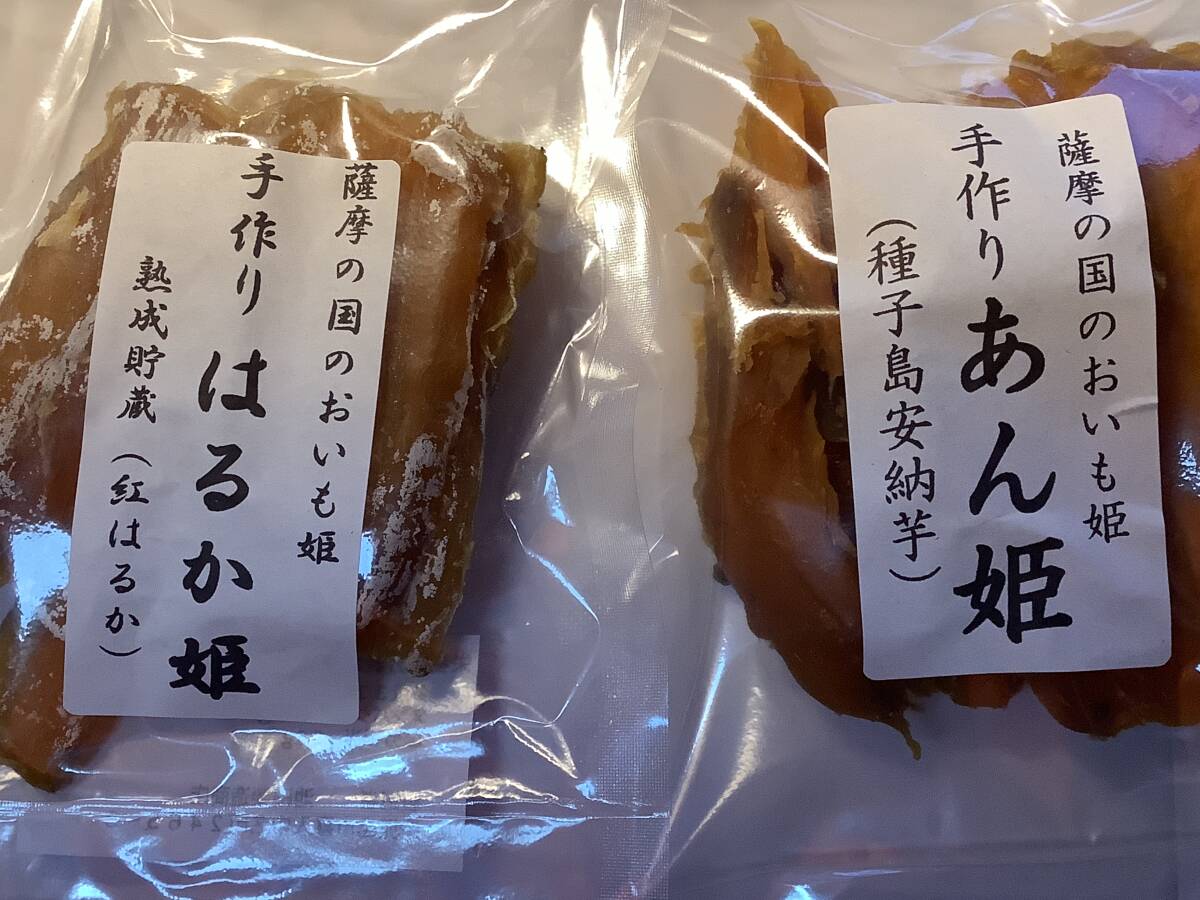 薩摩の国のおいも姫
手作りはるか姫
熟成貯蔵(紅はるか)
薩摩の国のおいも姫
手作りあん姫
(種子島安納芋)